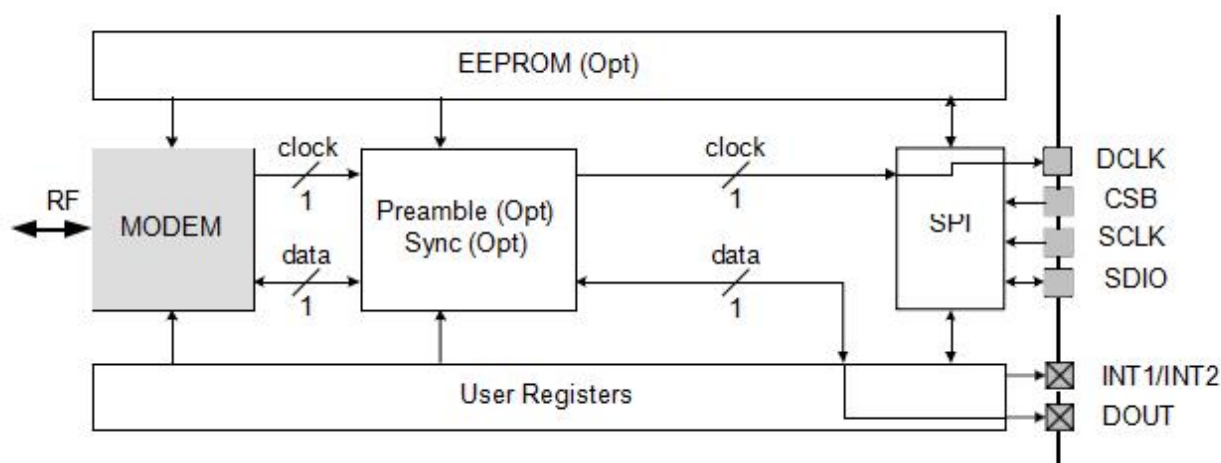 EEPROM (Opt)
clock
1
clock
1
DCLK
RF
CSB
MODEM
Preamble (Opt)
Sync (Opt)
SPI
SCLK
data
1
data
1
SDIO
User Registers
INT1/INT2
DOUT